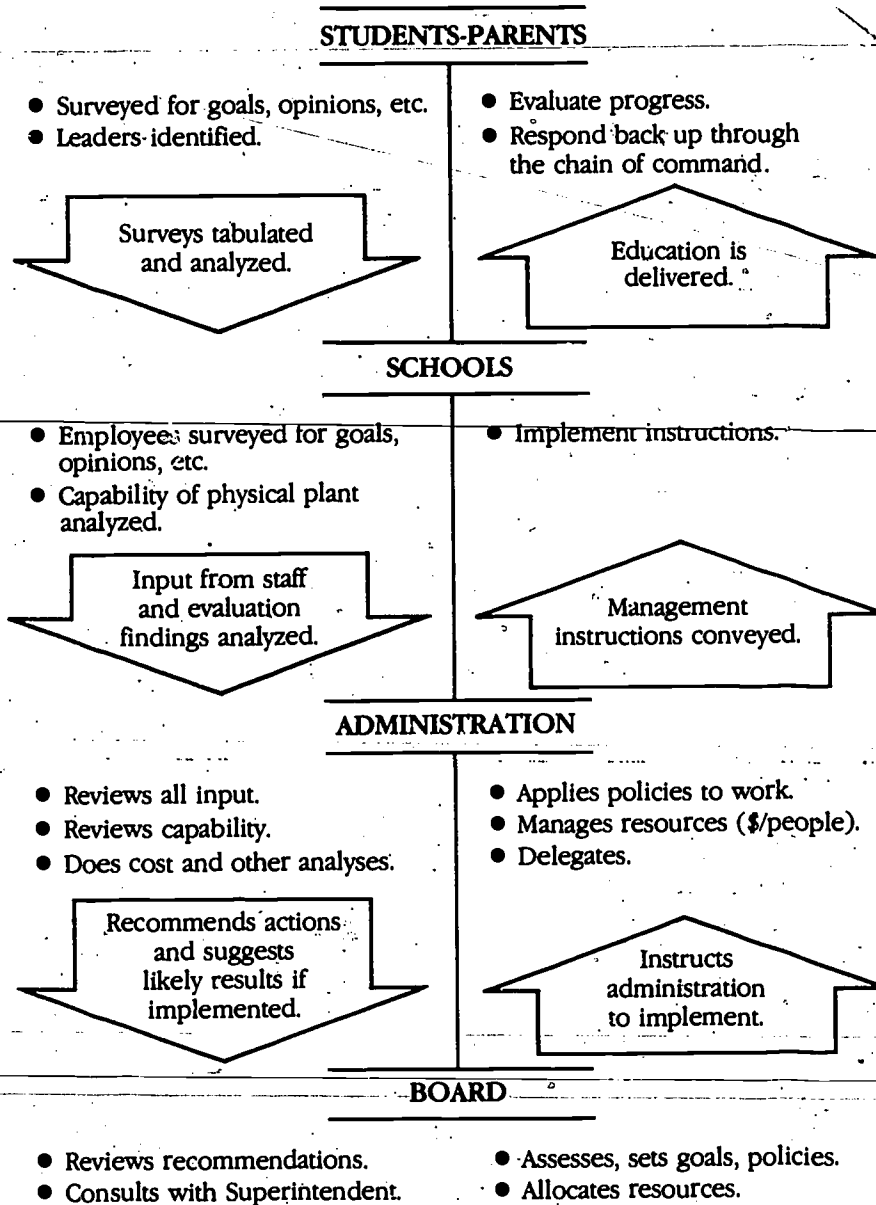 STUDENTS-PARENTS
● Surveyed for goals, opinions, etc.
● Leaders identified.
● Evaluate progress.
● Respond back up through
the chain of command.
Surveys tabulated
and analyzed.
Education is
delivered.
SCHOOLS
● Employees surveyed for goals,
opinions, etc.
● Capability of physical plant
analyzed.
● Implement instructions.
Input from staff
and evaluation
findings analyzed.
Management
instructions conveyed.
ADMINISTRATION
● Reviews all input.
● Reviews capability.
● Does cost and other analyses.
● Applies policies to work.
● Manages resources ($/people).
● Delegates.
Recommends actions
and suggests
likely results if
implemented.
Instructs
administration
to implement.
BOARD
● Reviews recommendations.
● Consults with Superintendent.
● Assesses, sets goals, policies.
● Allocates resources.